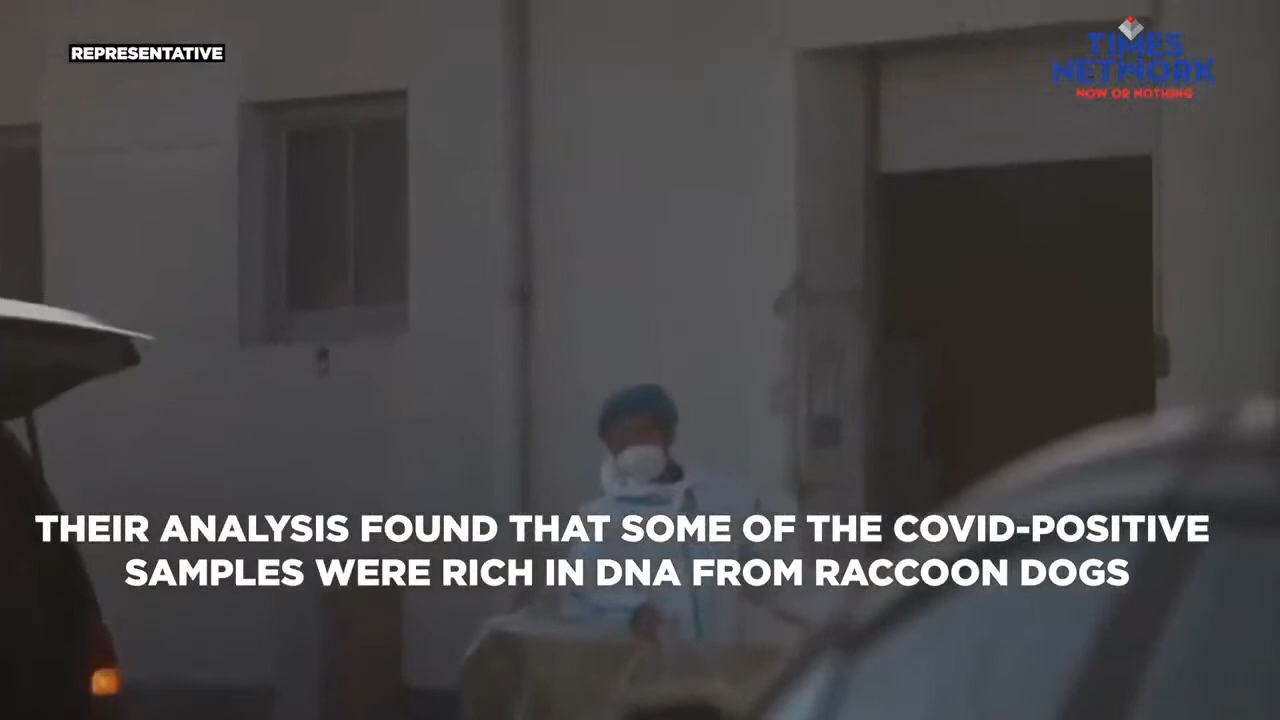 REPRESENTATIVE
TIMES
NETWORK
NOW OR NOTHING
THEIR ANALYSIS FOUND THAT SOME OF THE COVID-POSITIVE
SAMPLES WERE RICH IN DNA FROM RACCOON DOGS